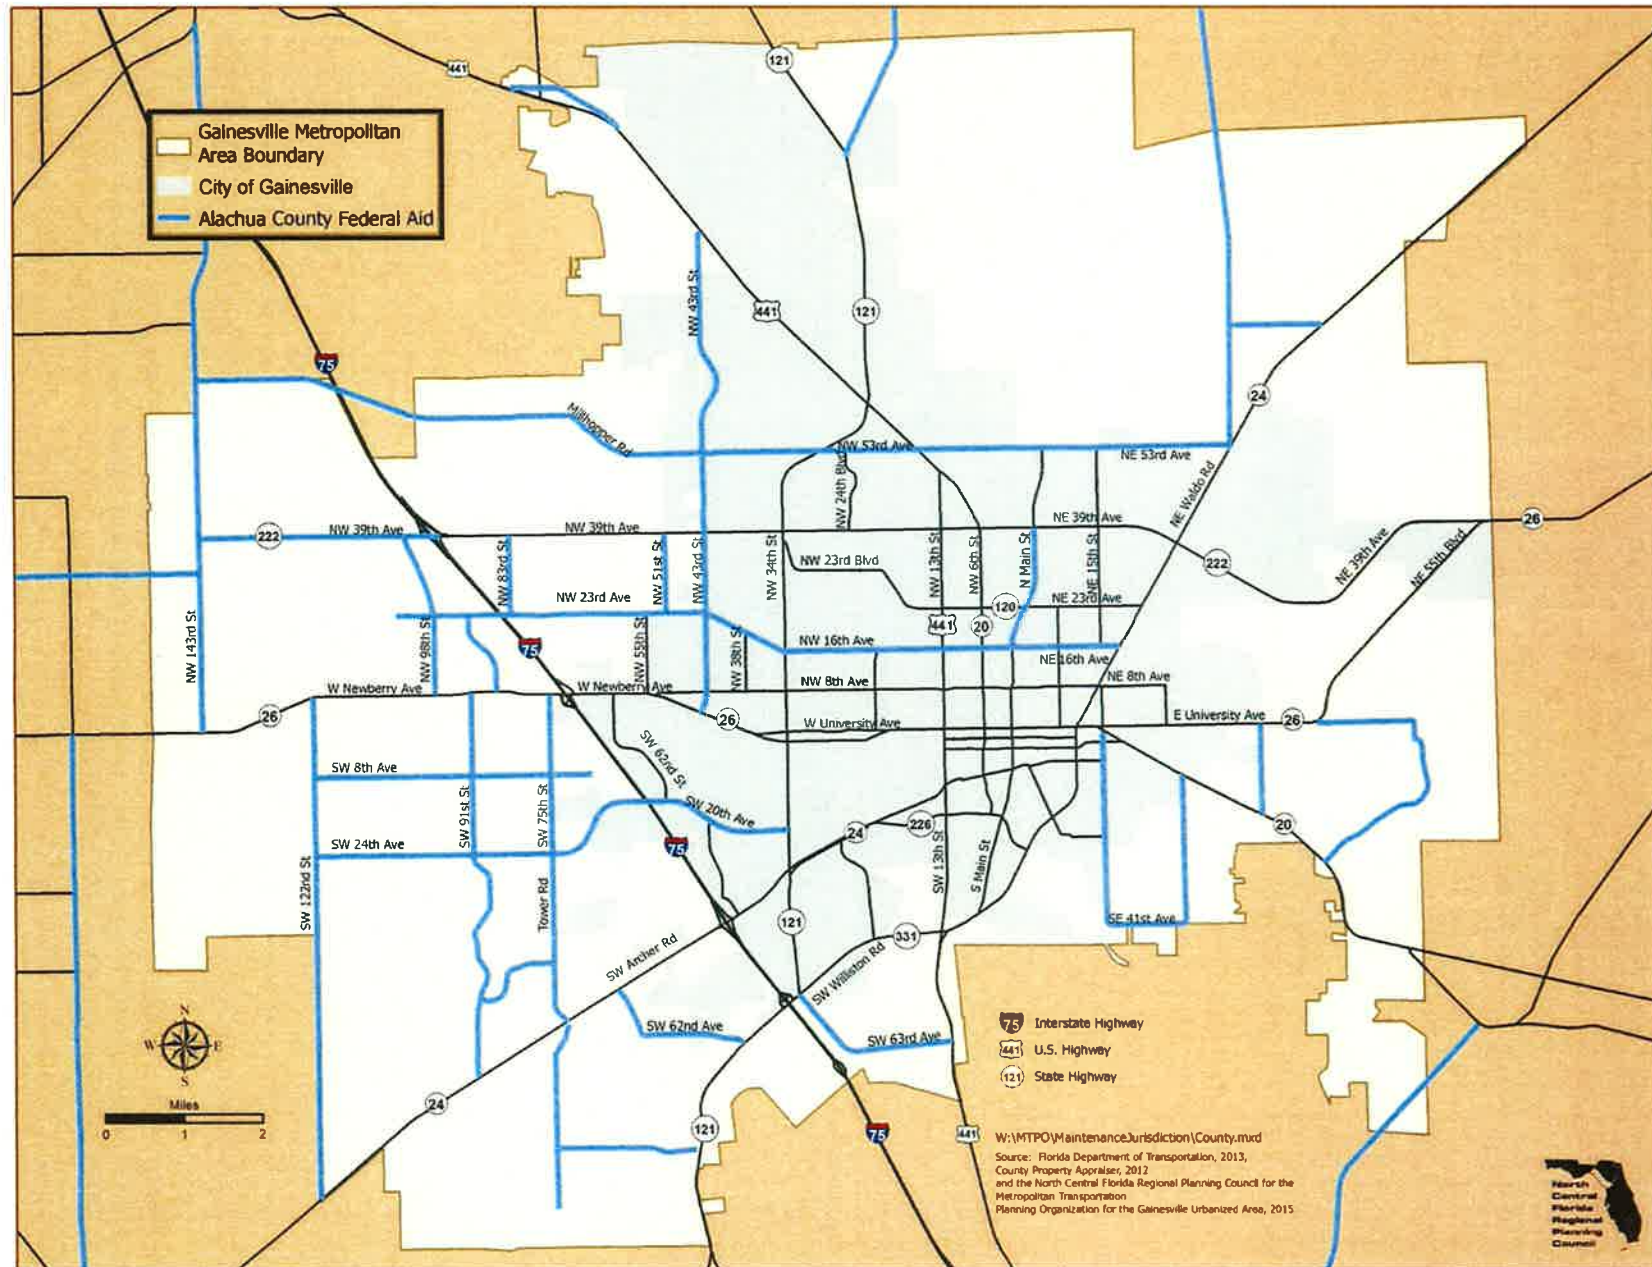 441
121
Gainesville Metropolitan
Area Boundary
City of Gainesville
Alachua County Federal Aid
NW 43rd St
441
121
75
24
Millhopper Rd
NW 53rd Ave
NE 53rd Ave
NW 24th Blvd
NE Waldo Rd
222
NW 39th Ave
NW 39th Ave
NE 39th Ave
26
NW 83rd St
NW 51st St
NW 43rd St
NW 34th St
NW 23rd Blvd
NW 13th St
NW 6th St
N Main St
NE 15th St
222
NE 39th Ave
NE 55th Blvd
NW 23rd Ave
120
NE 23rd Ave
441
20
NW 143rd St
NW 98th St
75
NW 55th St
NW 38th St
NW 16th Ave
NE 16th Ave
W Newberry Ave
W Newberry Ave
NW 8th Ave
NE 8th Ave
26
26
W University Ave
E University Ave
26
SW 62nd St
SW 8th Ave
SW 91st St
SW 75th St
SW 20th Ave
SW 24th Ave
75
24
226
20
SW 122nd St
Tower Rd
SW 13th St
S Main St
121
331
SE 41st Ave
SW Archer Rd
SW Williston Rd
N
W
E
S
SW 62nd Ave
SW 63rd Ave
75 Interstate Highway
441 U.S. Highway
121 State Highway
Miles
0 1 2
24
121
75
441
W:\MTPO\MaintenanceJurisdiction\County.mxd
Source: Florida Department of Transportation, 2013,
County Property Appraiser, 2012
and the North Central Florida Regional Planning Council for the
Metropolitan Transportation
Planning Organization for the Gainesville Urbanized Area, 2015
North
Central
Florida
Regional
Planning
Council